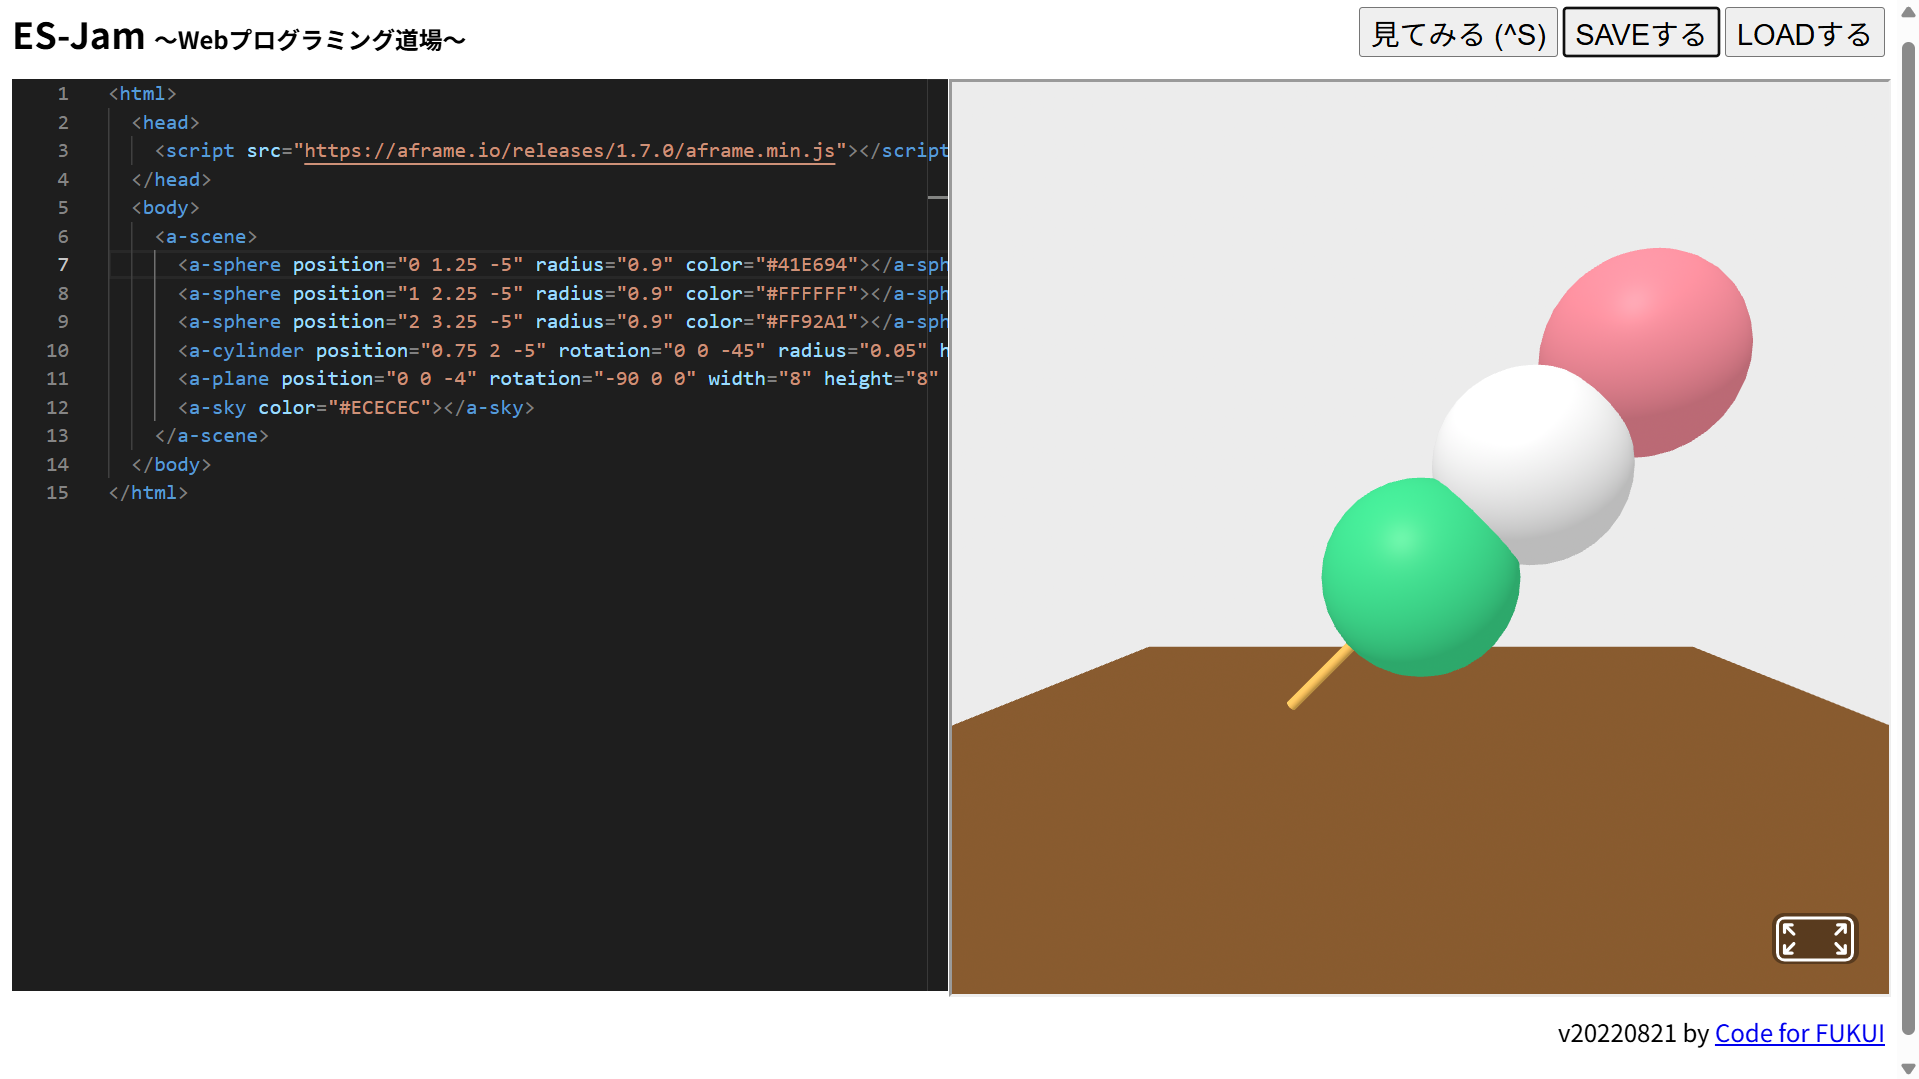 ES-Jam ～Webプログラミング道場～
見てみる (^S) SAVEする LOADする
1 <html>
2 <head>
3 <script src="https://aframe.io/releases/1.7.0/aframe.min.js"></script
4 </head>
5 <body>
6 <a-scene>
7 <a-sphere position="0 1.25 -5" radius="0.9" color="#41E694"></a-sph
8 <a-sphere position="1 2.25 -5" radius="0.9" color="#FFFFFF"></a-sph
9 <a-sphere position="2 3.25 -5" radius="0.9" color="#FF92A1"></a-sph
10 <a-cylinder position="0.75 2 -5" rotation="0 0 -45" radius="0.05" h
11 <a-plane position="0 0 -4" rotation="-90 0 0" width="8" height="8"
12 <a-sky color="#ECECEC"></a-sky>
13 </a-scene>
14 </body>
15 </html>
v20220821 by Code for FUKUI